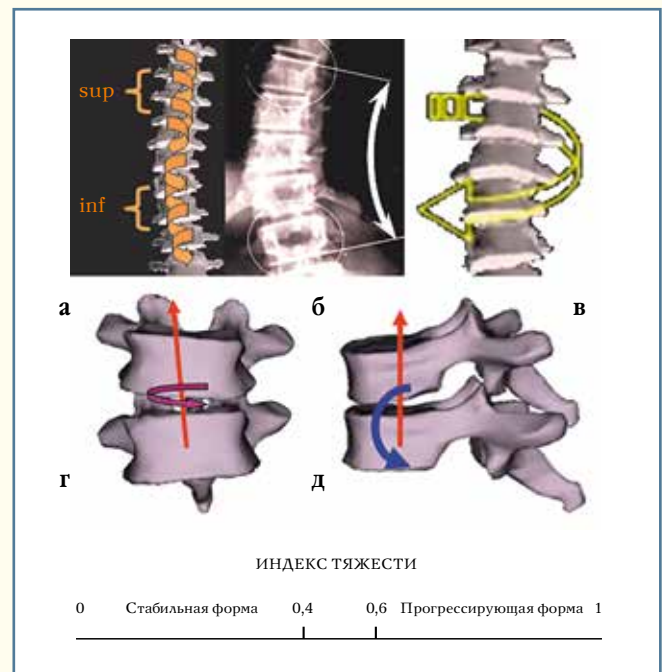 sup
inf
а
б
в
г
д
ИНДЕКС ТЯЖЕСТИ
0 Стабильная форма 0,4 0,6 Прогрессирующая форма 1